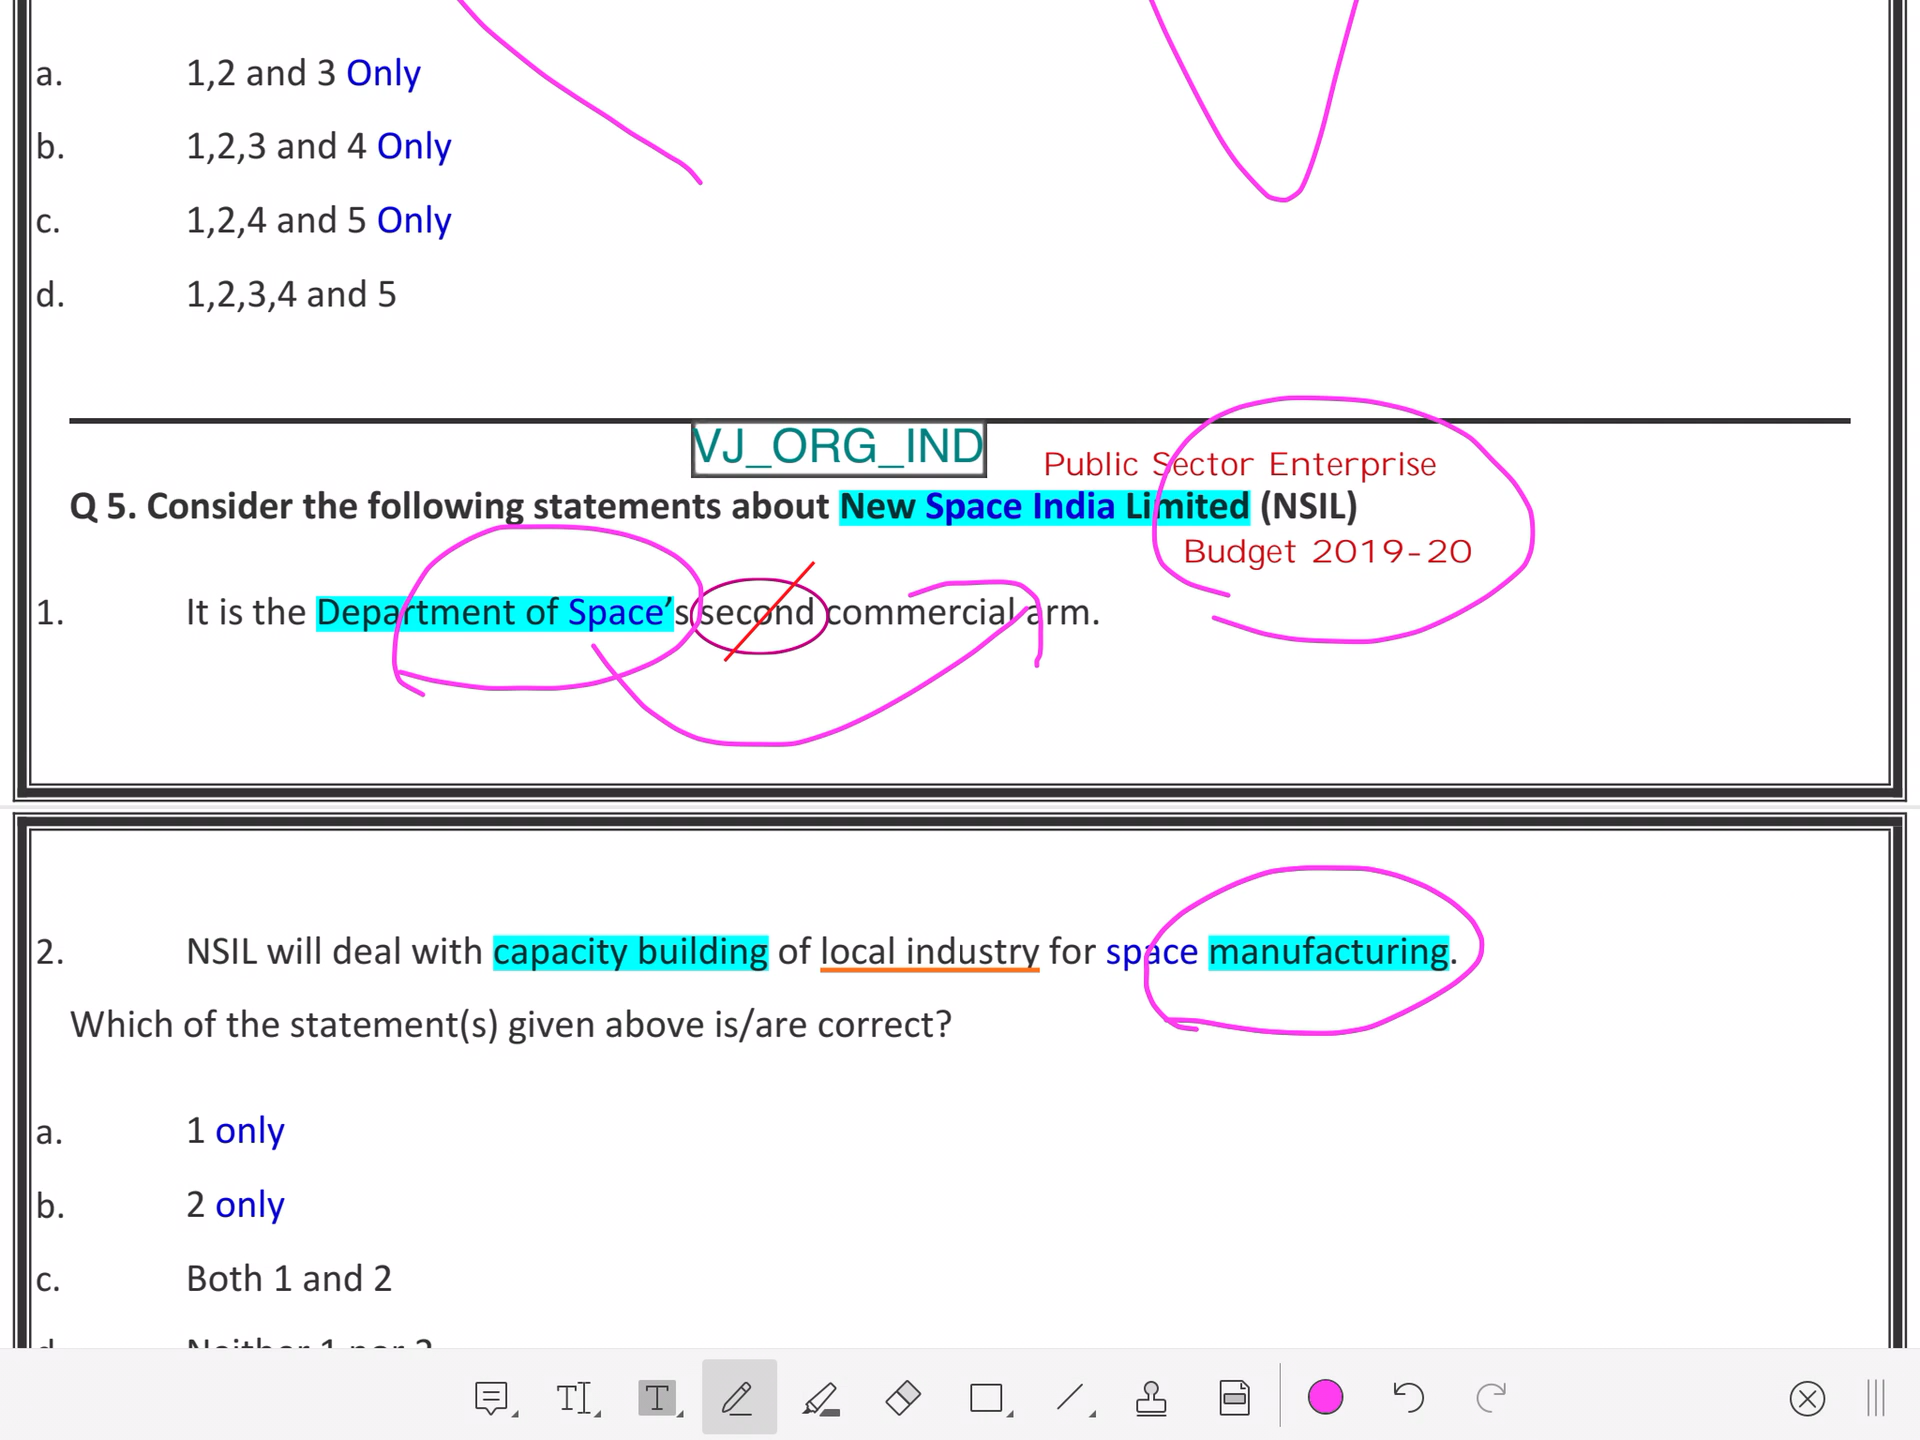 a. 1,2 and 3 Only
b. 1,2,3 and 4 Only
c. 1,2,4 and 5 Only
d. 1,2,3,4 and 5
VJ_ORG_IND
Public Sector Enterprise
Q 5. Consider the following statements about New Space India Limited (NSIL)
Budget 2019-20
1. It is the Department of Space’s second commercial arm.
2. NSIL will deal with capacity building of local industry for space manufacturing.
Which of the statement(s) given above is/are correct?
a. 1 only
b. 2 only
c. Both 1 and 2
d. Neither 1 nor 2